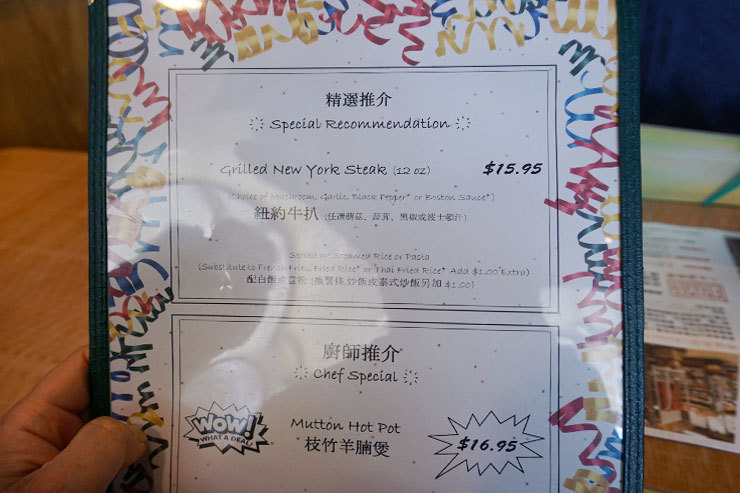 精選推介
Special Recommendation
Grilled New York Steak (12 oz) $15.95
(Choice of Mushroom, Garlic, Black Pepper* or Boston Sauce*)
紐約牛扒 (任選磨菇、蒜茸、黑椒或波士頓汁)
Served w/ Steamed Rice or Pasta
(Substitute to French Fries, Fried Rice* or Thai Fried Rice* Add $1.00 Extra)
配白飯或意粉 (換薯條,炒飯或泰式炒飯另加 $1.00)
廚師推介
Chef Special
WOW!
WHAT A DEAL!
Mutton Hot Pot
枝竹羊腩煲
$16.95